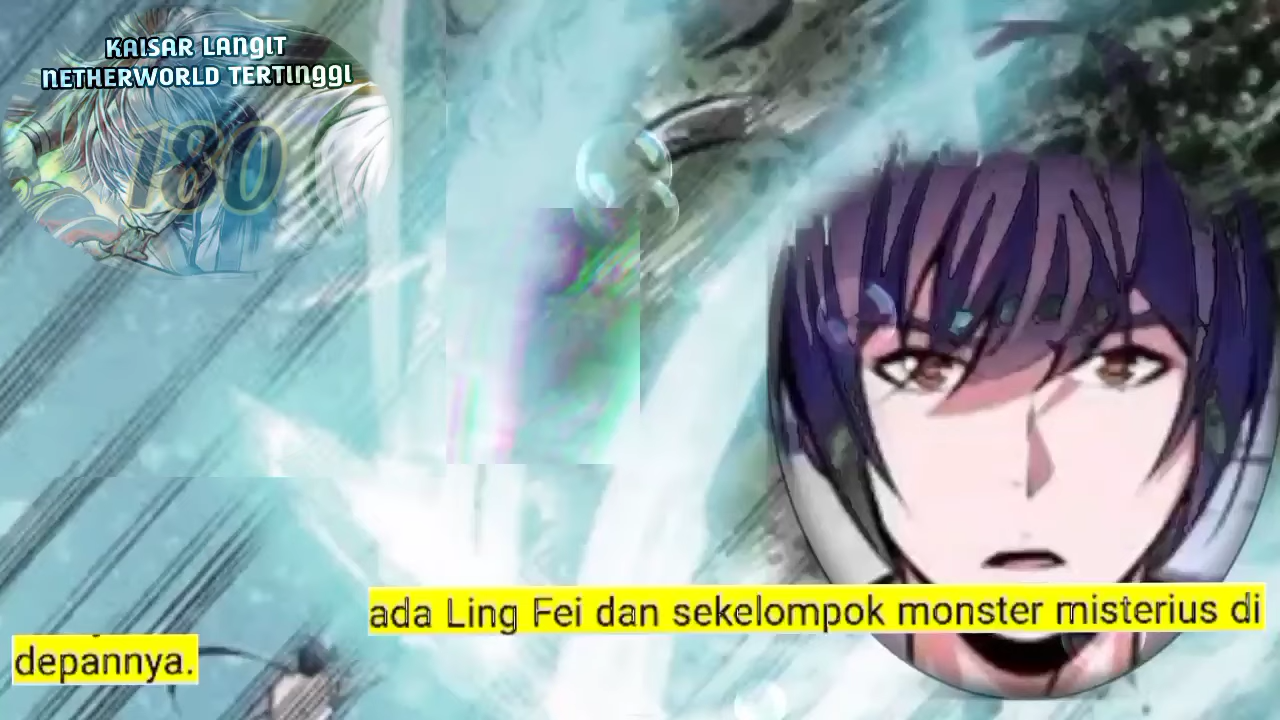 KAISAR LANGIT
NETHERWORLD TERTINGGI
180
ada Ling Fei dan sekelompok monster misterius di
depannya.